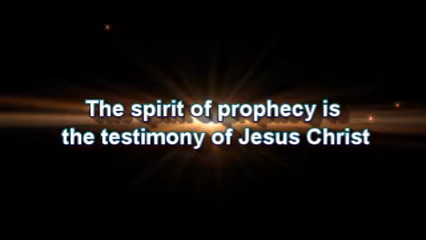 The spirit of prophecy is
the testimony of Jesus Christ